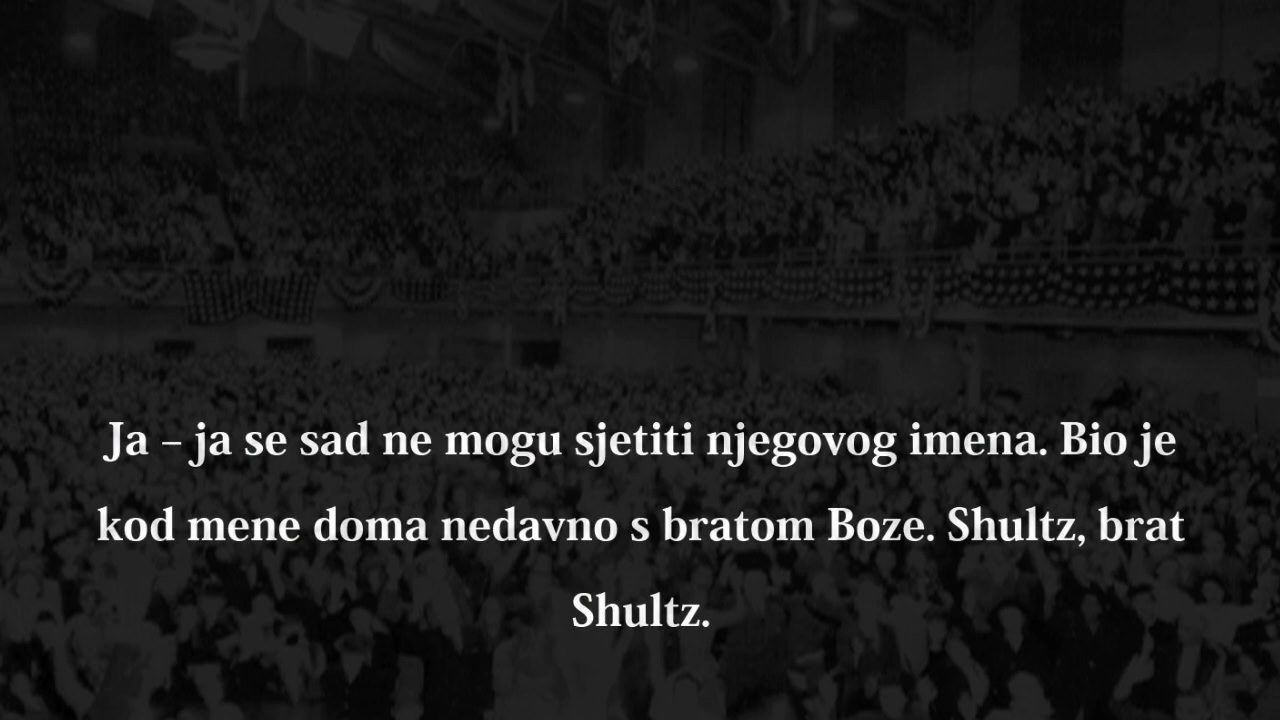 Ja – ja se sad ne mogu sjetiti njegovog imena. Bio je
kod mene doma nedavno s bratom Boze. Shultz, brat
Shultz.